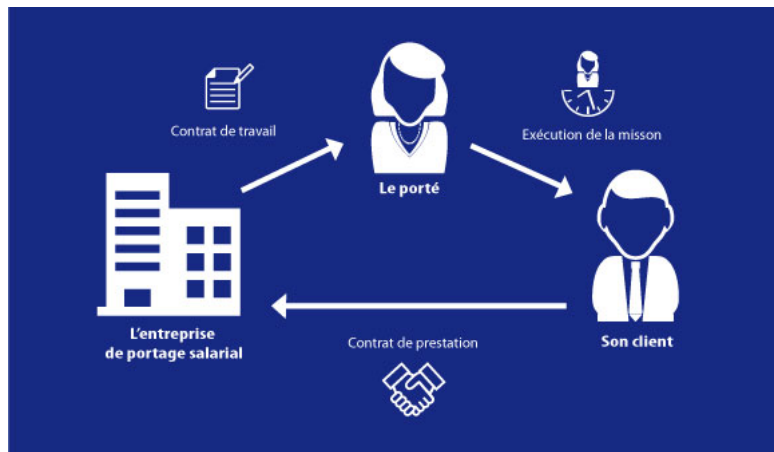 Contrat de travail
Exécution de la misson
Le porté
L'entreprise
de portage salarial
Contrat de prestation
Son client